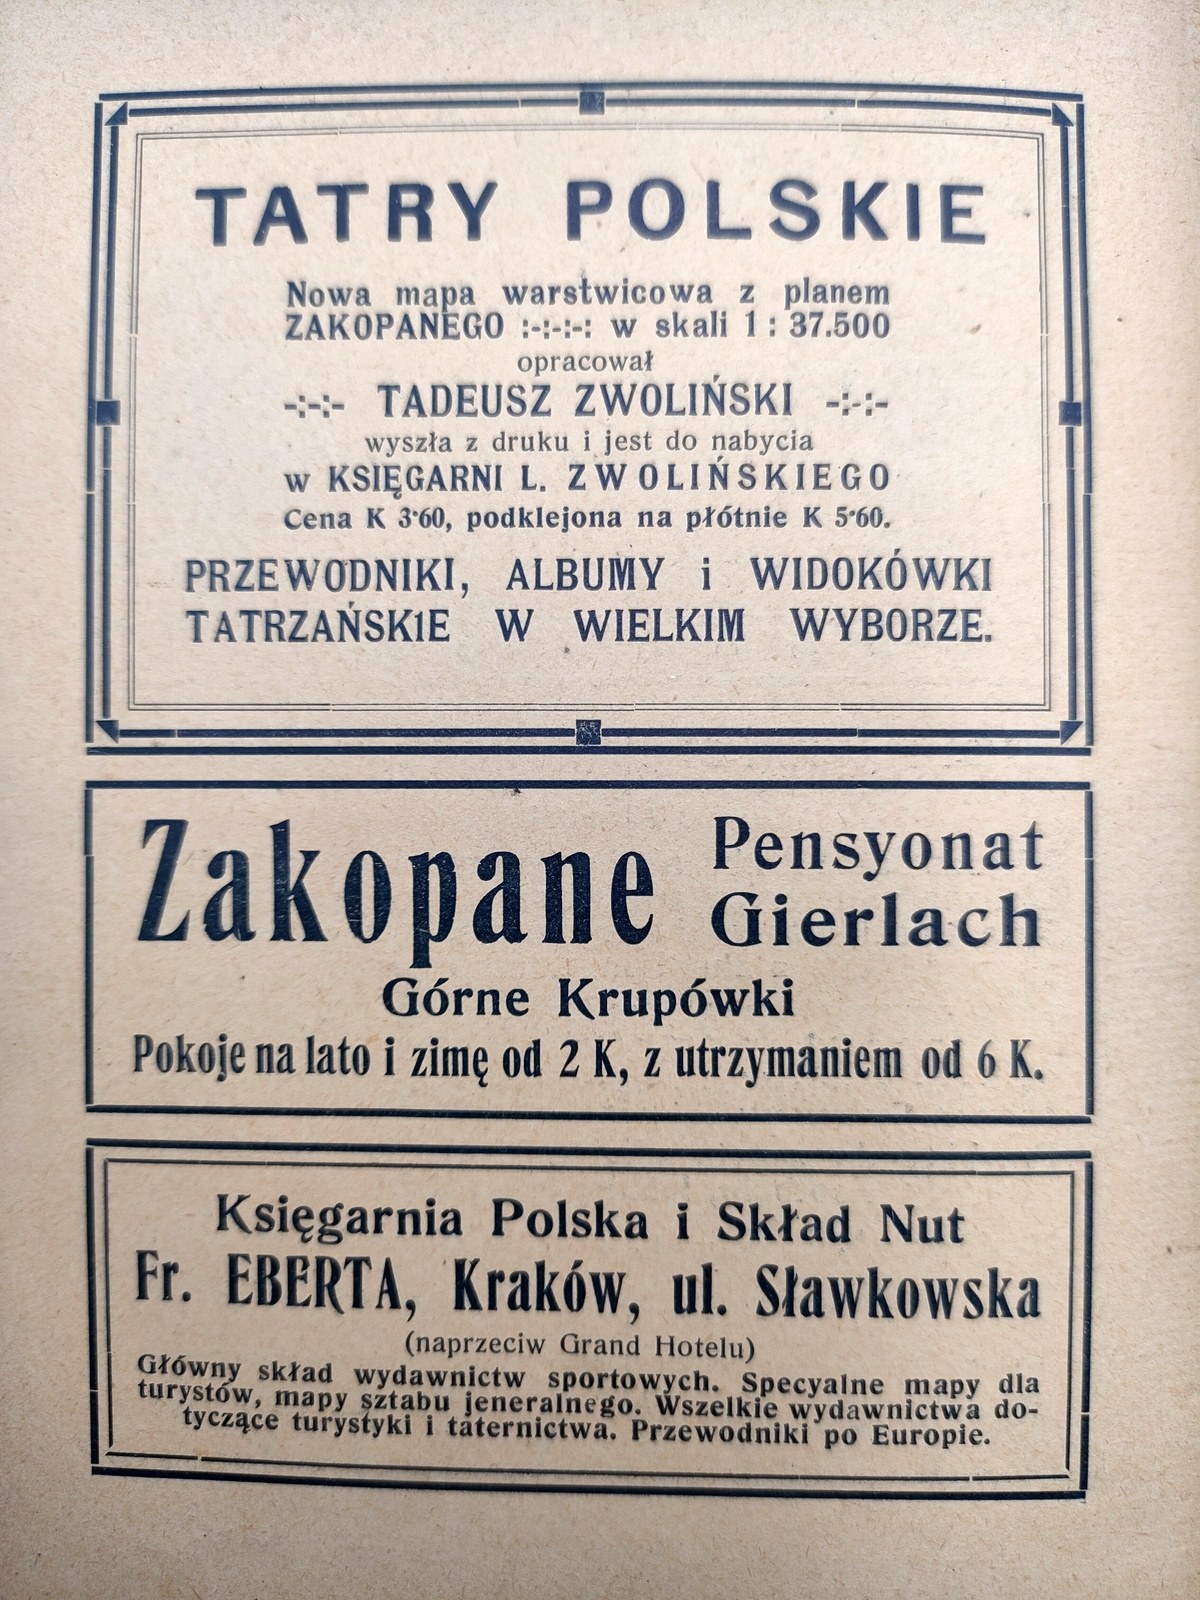 TATRY POLSKIE
Nowa mapa warstwicowa z planem
ZAKOPANEGO :-:-:-: w skali 1 : 37.500
opracował
-:-:- TADEUSZ ZWOLIŃSKI -:-:-
wyszła z druku i jest do nabycia
w KSIĘGARNI L. ZWOLIŃSKIEGO
Cena K 3·60, podklejona na płótnie K 5·60.
PRZEWODNIKI, ALBUMY i WIDOKÓWKI
TATRZAŃSK1E W WIELKIM WYBORZE.
Zakopane Pensyonat
Gierlach
Górne Krupówki
Pokoje na lato i zimę od 2 K, z utrzymaniem od 6 K.
Księgarnia Polska i Skład Nut
Fr. EBERTA, Kraków, ul. Sławkowska
(naprzeciw Grand Hotelu)
Główny skład wydawnictw sportowych. Specyalne mapy dla
turystów, mapy sztabu jeneralnego. Wszelkie wydawnictwa do-
tyczące turystyki i taternictwa. Przewodniki po Europie.